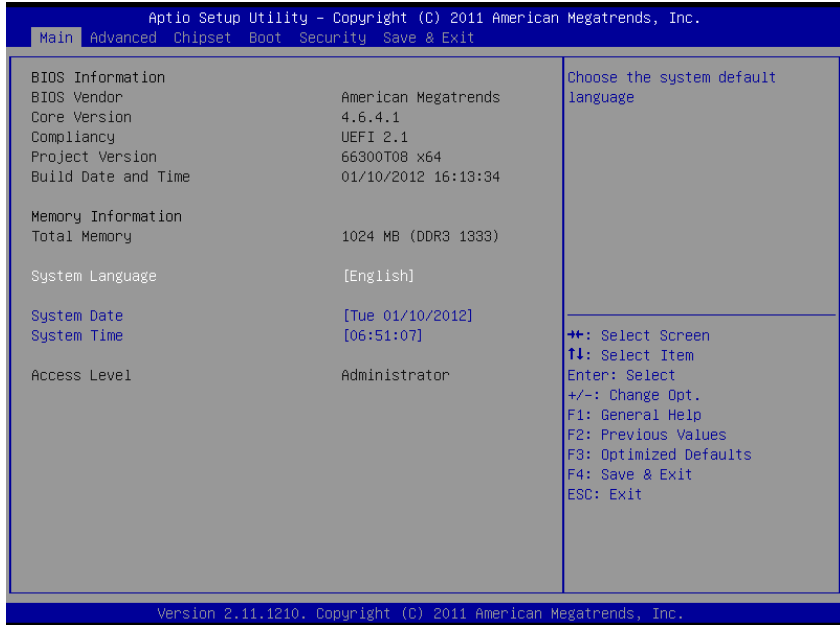 Aptio Setup Utility – Copyright (C) 2011 American Megatrends, Inc.
Main Advanced Chipset Boot Security Save & Exit
BIOS Information
BIOS Vendor American Megatrends
Core Version 4.6.4.1
Compliancy UEFI 2.1
Project Version 66300T08 x64
Build Date and Time 01/10/2012 16:13:34
Memory Information
Total Memory 1024 MB (DDR3 1333)
System Language [English]
System Date [Tue 01/10/2012]
System Time [06:51:07]
Access Level Administrator
Choose the system default
language
→←: Select Screen
↑↓: Select Item
Enter: Select
+/-: Change Opt.
F1: General Help
F2: Previous Values
F3: Optimized Defaults
F4: Save & Exit
ESC: Exit
Version 2.11.1210. Copyright (C) 2011 American Megatrends, Inc.